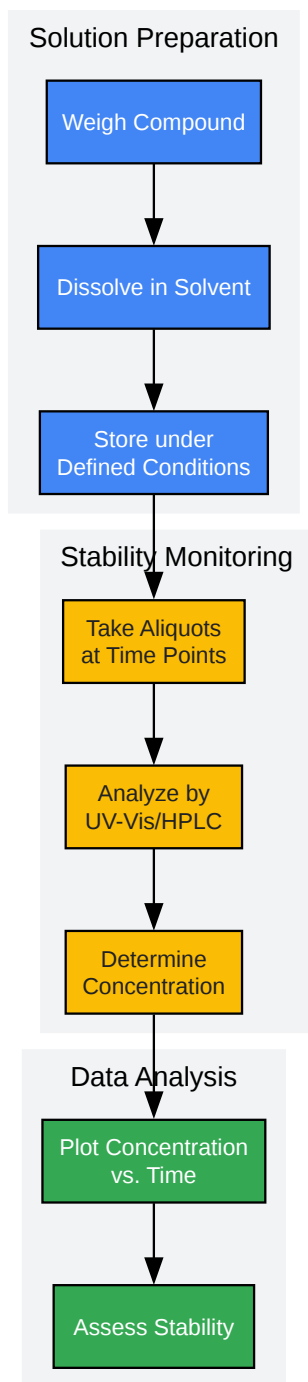 Solution Preparation
Weigh Compound
Dissolve in Solvent
Store under
Defined Conditions
Stability Monitoring
Take Aliquots
at Time Points
Analyze by
UV-Vis/HPLC
Determine
Concentration
Data Analysis
Plot Concentration
vs. Time
Assess Stability